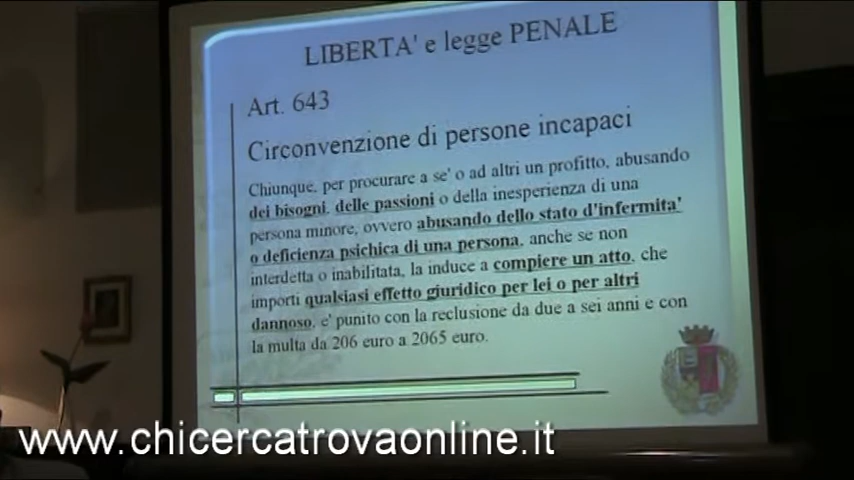 LIBERTA' e legge PENALE
Art. 643
Circonvenzione di persone incapaci
Chiunque, per procurare a se' o ad altri un profitto, abusando
dei bisogni, delle passioni o della inesperienza di una
persona minore, ovvero abusando dello stato d'infermita'
o deficienza psichica di una persona, anche se non
interdetta o inabilitata, la induce a compiere un atto, che
importi qualsiasi effetto giuridico per lei o per altri
dannoso, e' punito con la reclusione da due a sei anni e con
la multa da 206 euro a 2065 euro.
www.chicercatrovaonline.it